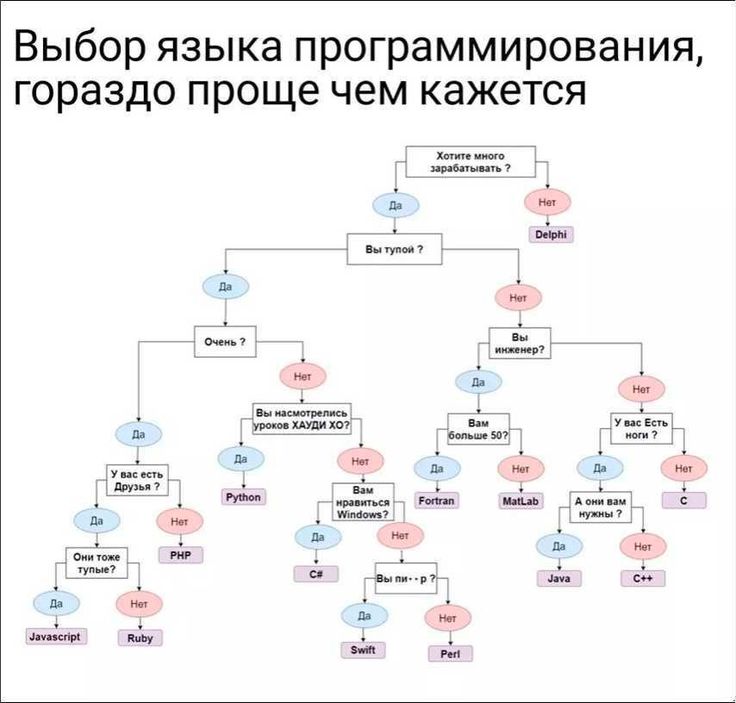 Выбор языка программирования,
гораздо проще чем кажется
Хотите много
зарабатывать ?
Да
Нет
Delphi
Вы тупой ?
Да
Нет
Очень ?
Вы
инженер?
Да
Нет
Да
Нет
Вы насмотрелись
уроков ХАУДИ ХО?
Вам
больше 50?
У вас Есть
ноги ?
У вас есть
Друзья ?
Да
Нет
Да
Нет
Да
Нет
Python
Вам
нравиться
Windows?
Fortran
MatLab
А они вам
нужны ?
C
Да
Нет
Да
Нет
Да
Нет
Они тоже
тупые?
PHP
C#
Вы пи--р ?
Java
C++
Да
Нет
Да
Нет
Javascript
Ruby
Swift
Perl